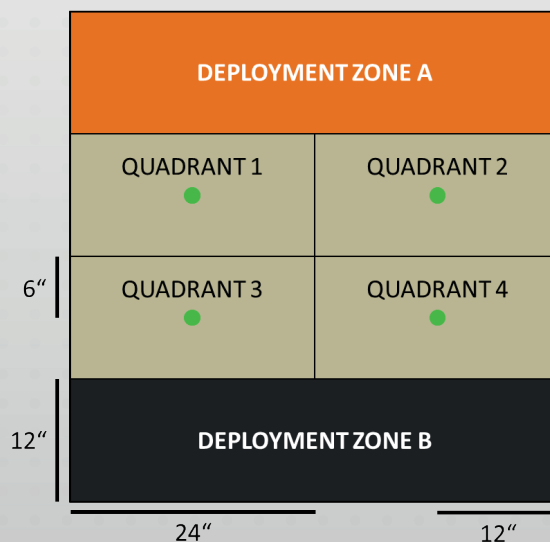 DEPLOYMENT ZONE A
QUADRANT 1
QUADRANT 2
QUADRANT 3
QUADRANT 4
6“
12“
DEPLOYMENT ZONE B
24“
12“